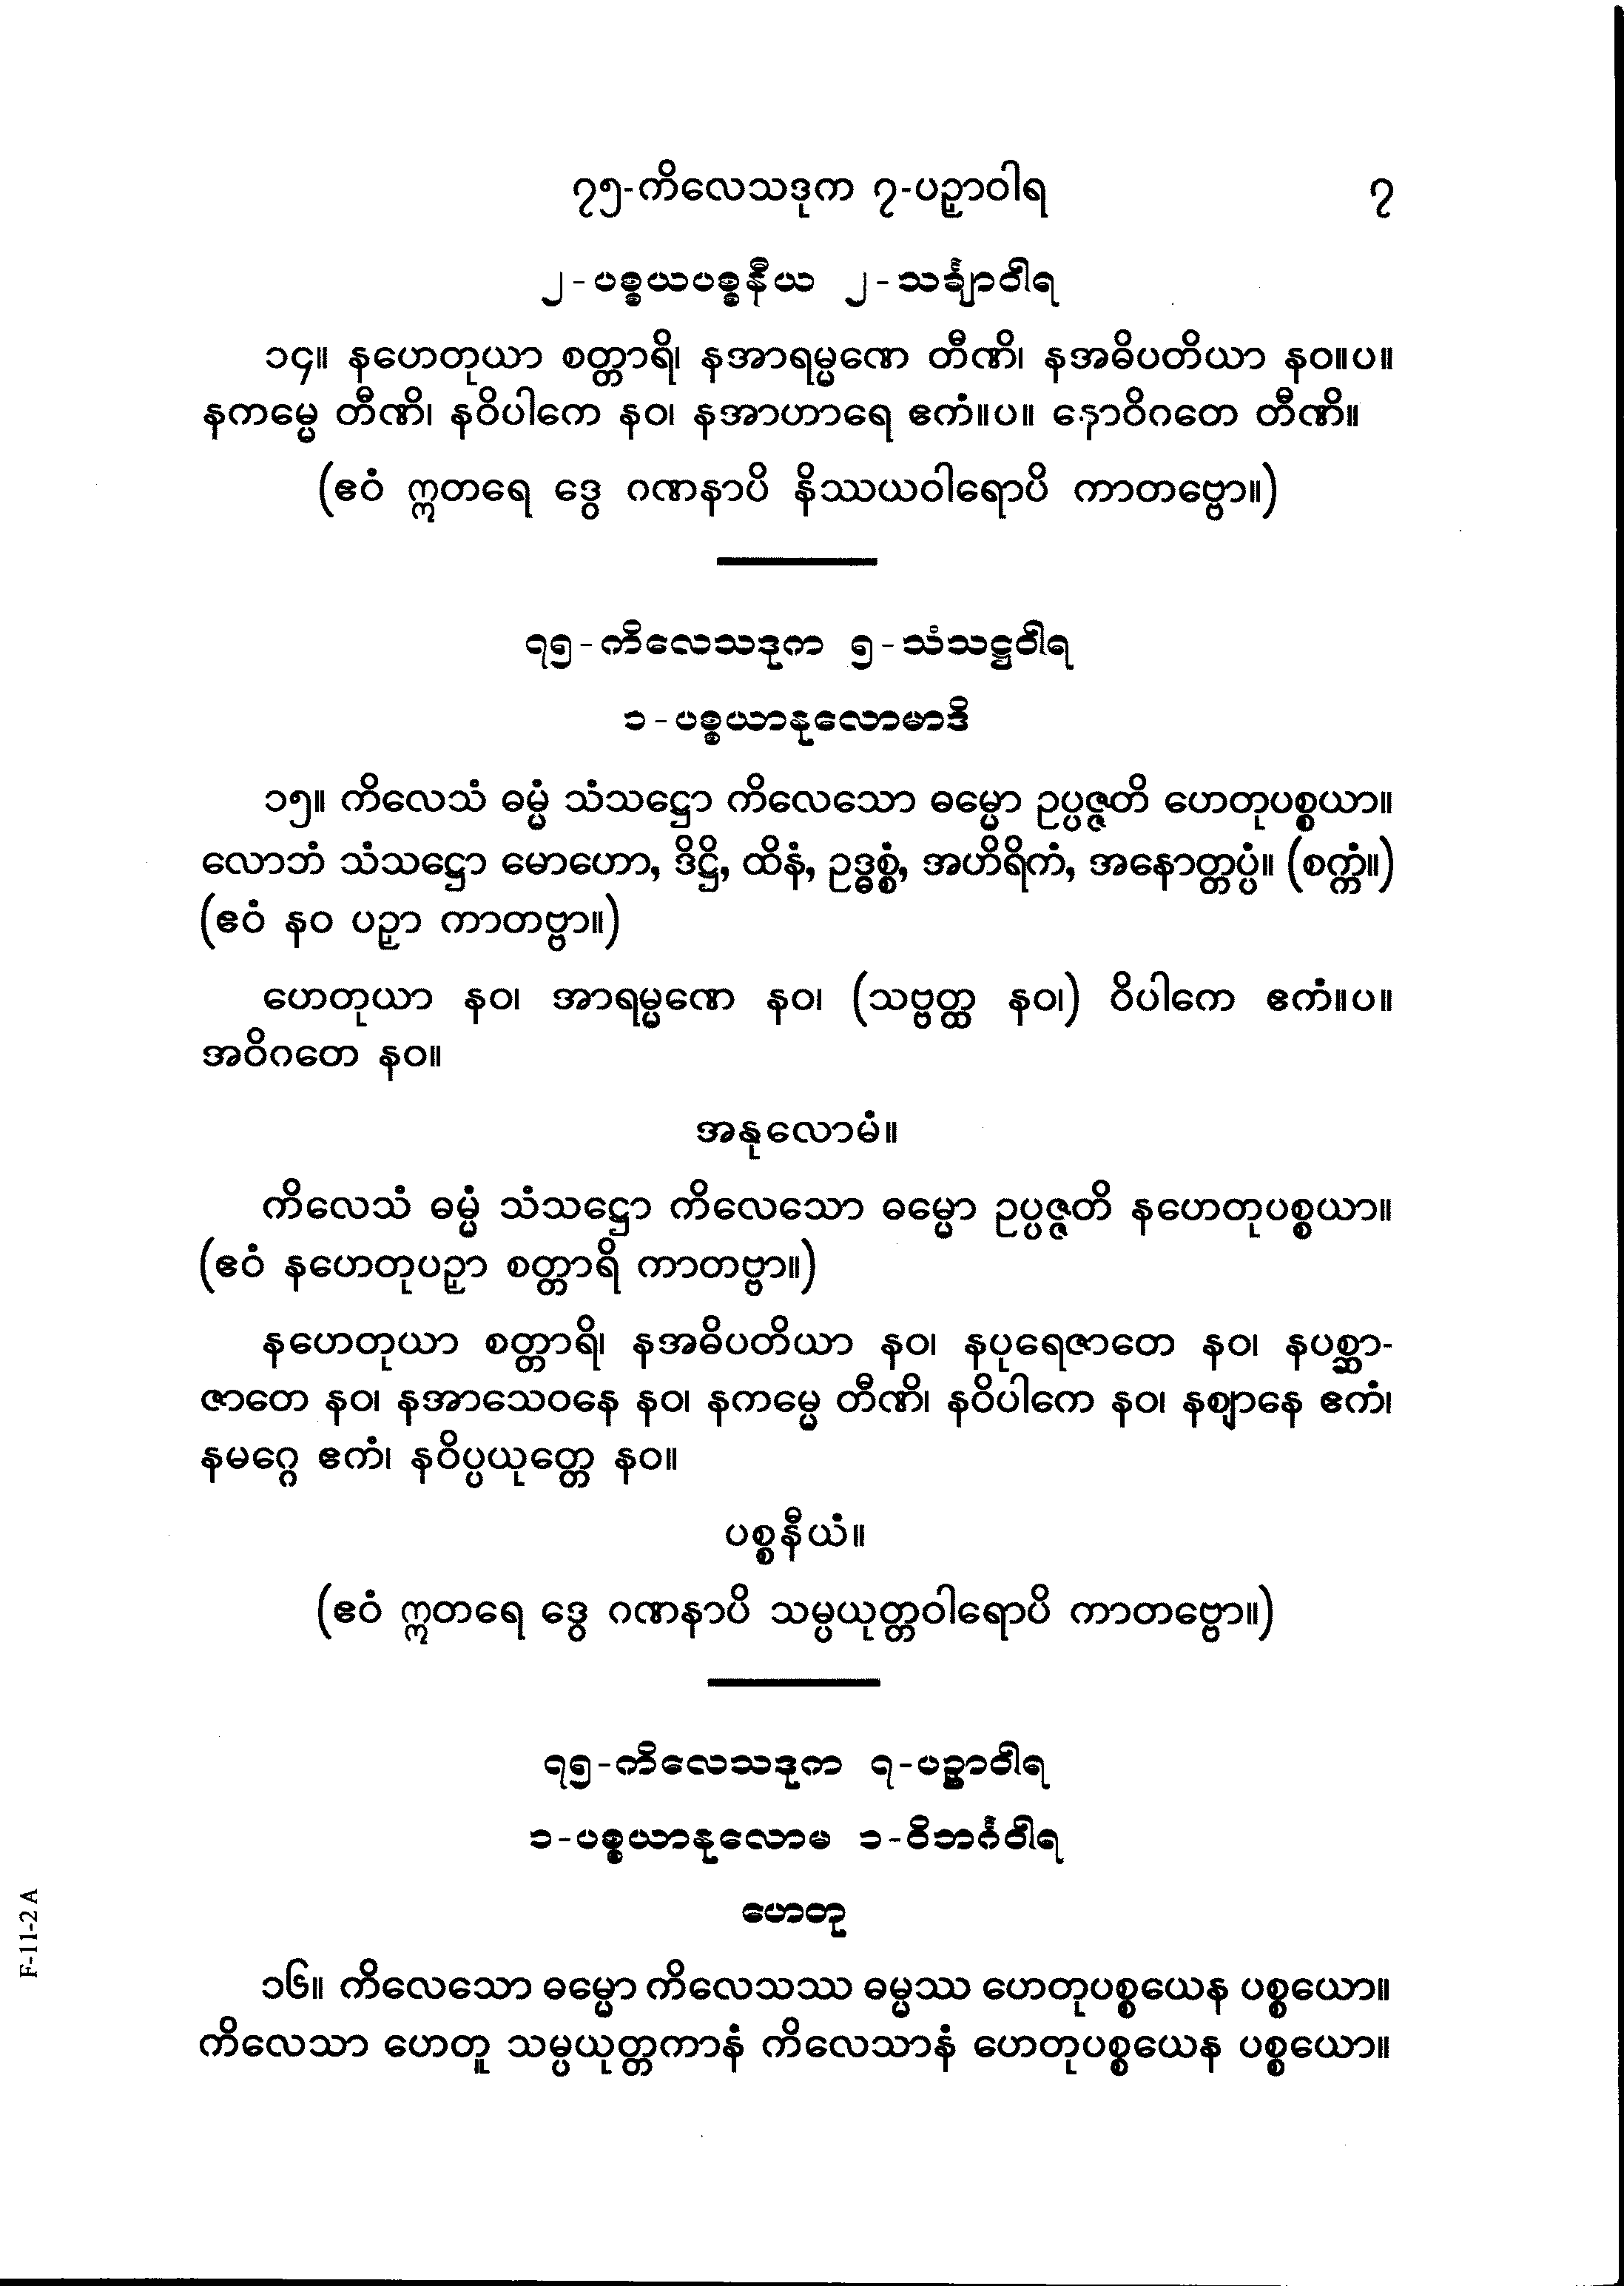 ၇၅-ကိလေသဒုက ၇-ပဉှာဝါရ ၇
၂-ပစ္စယပစ္စနီယ ၂-သင်္ချာဝါရ
၁၄။ နဟေတုယာ စတ္တာရိ၊ နအာရမ္မဏေ တီဏိ၊ နအဓိပတိယာ နဝ။ပ။
နကမ္မေ တီဏိ၊ နဝိပါကေ နဝ၊ နအာဟာရေ ဧကံ။ပ။ နောဝိဂတေ တီဏိ။
(ဧဝံ ဣတရေ ဒွေ ဂဏနာပိ နိဿယဝါရောပိ ကာတဗ္ဗော။)
၇၅-ကိလေသဒုက ၅-သံသဋ္ဌဝါရ
၁-ပစ္စယာနုလောမာဒိ
၁၅။ ကိလေသံ ဓမ္မံ သံသဋ္ဌော ကိလေသော ဓမ္မော ဥပ္ပဇ္ဇတိ ဟေတုပစ္စယာ။
လောဘံ သံသဋ္ဌော မောဟော, ဒိဋ္ဌိ, ထိနံ, ဥဒ္ဓစ္စံ, အဟိရိကံ, အနောတ္တပ္ပံ။ (စက္ကံ။)
(ဧဝံ နဝ ပဉှာ ကာတဗ္ဗာ။)
ဟေတုယာ နဝ၊ အာရမ္မဏေ နဝ၊ (သဗ္ဗတ္ထ နဝ၊) ဝိပါကေ ဧကံ။ပ။
အဝိဂတေ နဝ။
အနုလောမံ။
ကိလေသံ ဓမ္မံ သံသဋ္ဌော ကိလေသော ဓမ္မော ဥပ္ပဇ္ဇတိ နဟေတုပစ္စယာ။
(ဧဝံ နဟေတုပဉှာ စတ္တာရိ ကာတဗ္ဗာ။)
နဟေတုယာ စတ္တာရိ၊ နအဓိပတိယာ နဝ၊ နပုရေဇာတေ နဝ၊ နပစ္ဆာ-
ဇာတေ နဝ၊ နအာသေဝနေ နဝ၊ နကမ္မေ တီဏိ၊ နဝိပါကေ နဝ၊ နဈာနေ ဧကံ၊
နမဂ္ဂေ ဧကံ၊ နဝိပ္ပယုတ္တေ နဝ။
ပစ္စနီယံ။
(ဧဝံ ဣတရေ ဒွေ ဂဏနာပိ သမ္ပယုတ္တဝါရောပိ ကာတဗ္ဗော။)
၇၅-ကိလေသဒုက ၇-ပဉှာဝါရ
၁-ပစ္စယာနုလောမ ၁-ဝိဘင်္ဂဝါရ
ဟေတု
၁၆။ ကိလေသော ဓမ္မော ကိလေသဿ ဓမ္မဿ ဟေတုပစ္စယေန ပစ္စယော။
ကိလေသာ ဟေတူ သမ္ပယုတ္တကာနံ ကိလေသာနံ ဟေတုပစ္စယေန ပစ္စယော။
F-11-2 A